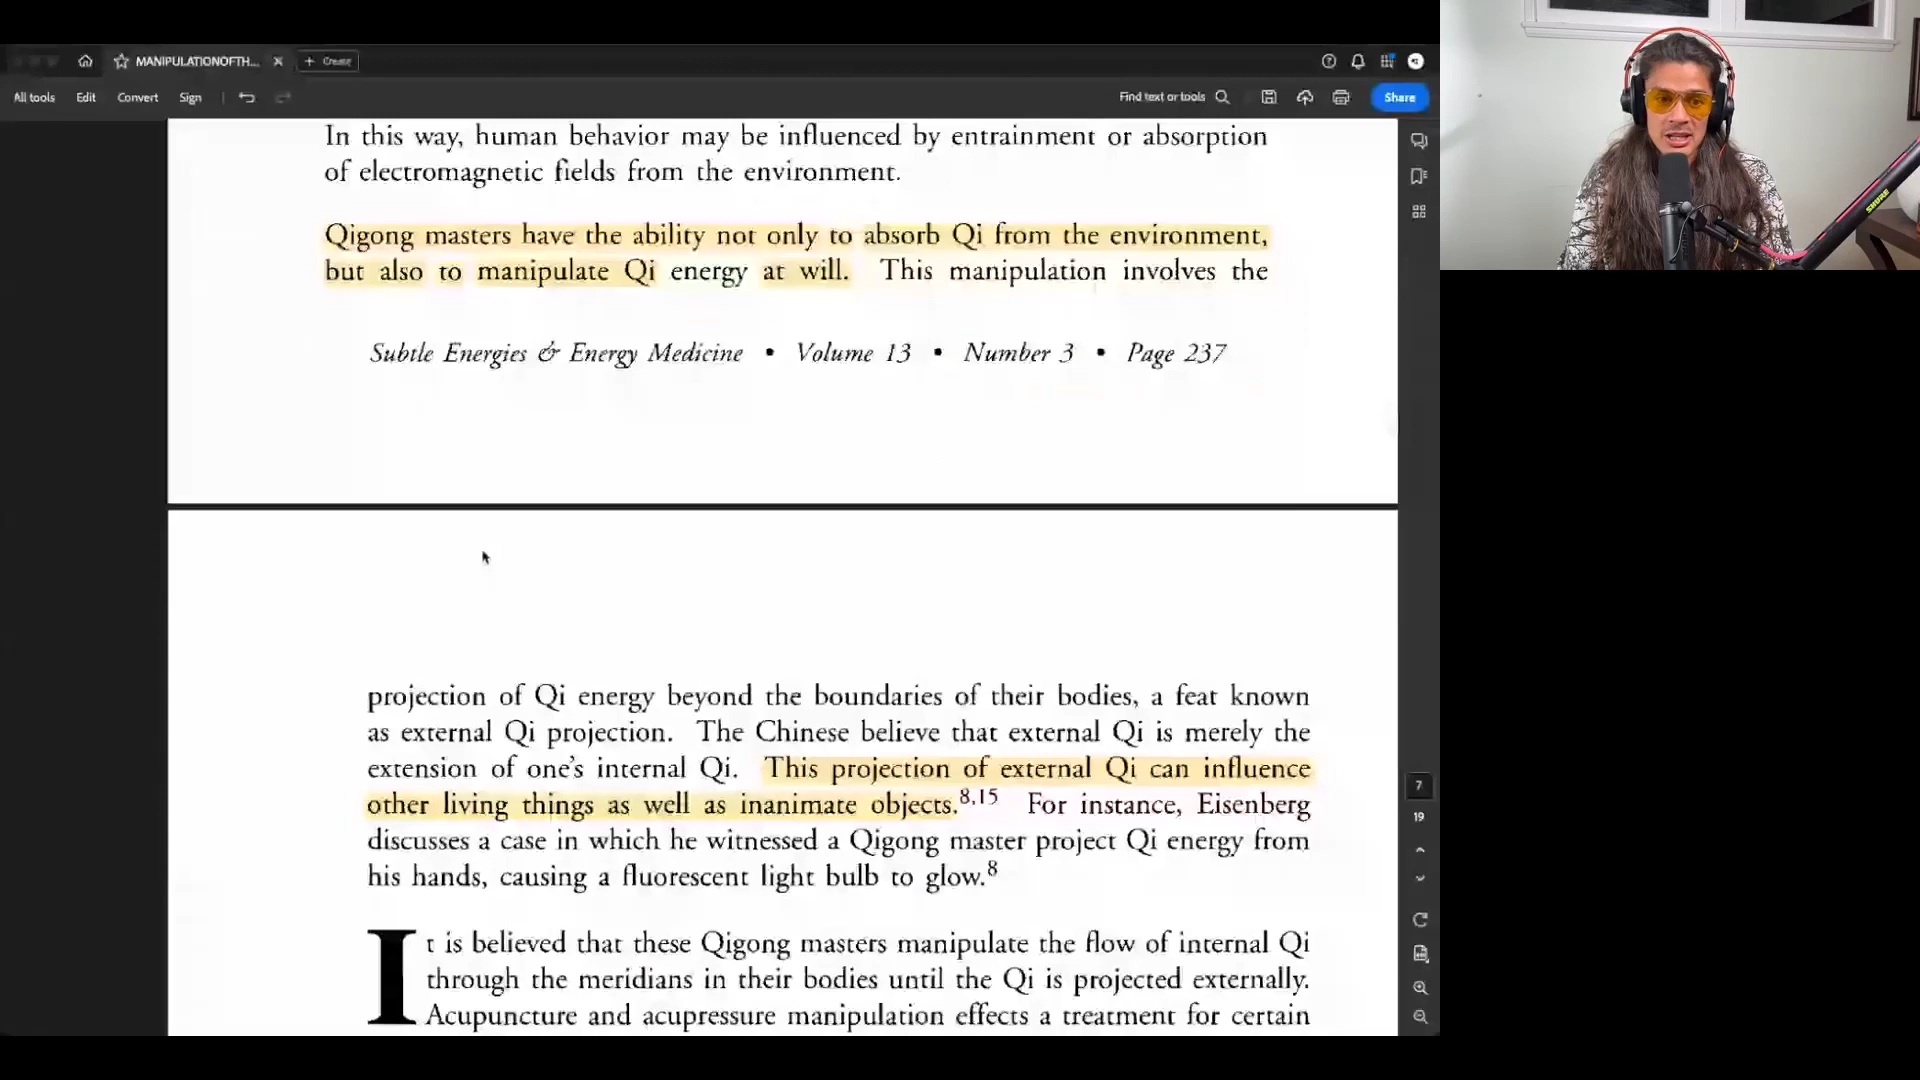 MANIPULATIONOFTH...
+ Create
All tools Edit Convert Sign
Find text or tools
Share
In this way, human behavior may be influenced by entrainment or absorption
of electromagnetic fields from the environment.
Qigong masters have the ability not only to absorb Qi from the environment,
but also to manipulate Qi energy at will. This manipulation involves the
Subtle Energies & Energy Medicine • Volume 13 • Number 3 • Page 237
projection of Qi energy beyond the boundaries of their bodies, a feat known
as external Qi projection. The Chinese believe that external Qi is merely the
extension of one's internal Qi. This projection of external Qi can influence
other living things as well as inanimate objects.8,15 For instance, Eisenberg
discusses a case in which he witnessed a Qigong master project Qi energy from
his hands, causing a fluorescent light bulb to glow.8
It is believed that these Qigong masters manipulate the flow of internal Qi
through the meridians in their bodies until the Qi is projected externally.
Acupuncture and acupressure manipulation effects a treatment for certain
7
19
SHURE